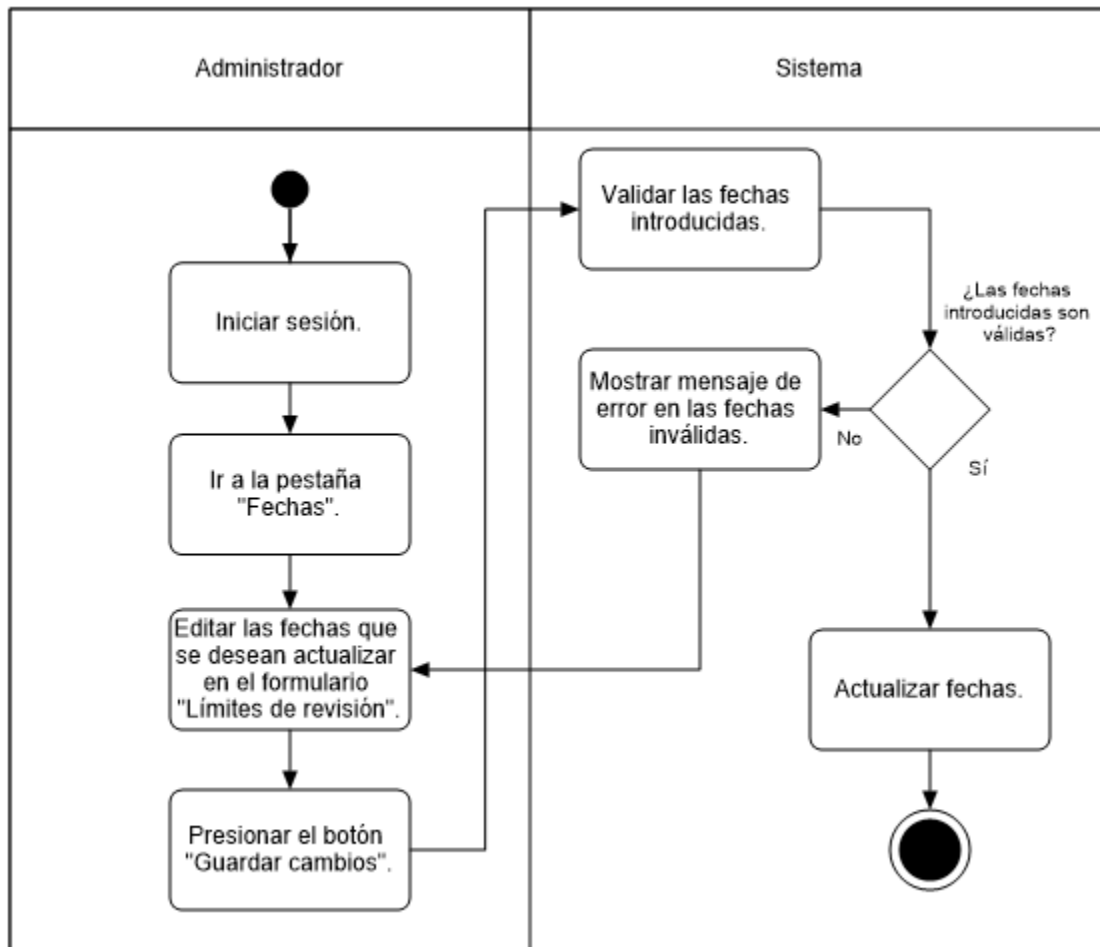 Administrador
Sistema
Iniciar sesión.
Ir a la pestaña
"Fechas".
Editar las fechas que
se desean actualizar
en el formulario
"Límites de revisión".
Presionar el botón
"Guardar cambios".
Validar las fechas
introducidas.
¿Las fechas
introducidas son
válidas?
No
Sí
Mostrar mensaje de
error en las fechas
inválidas.
Actualizar fechas.